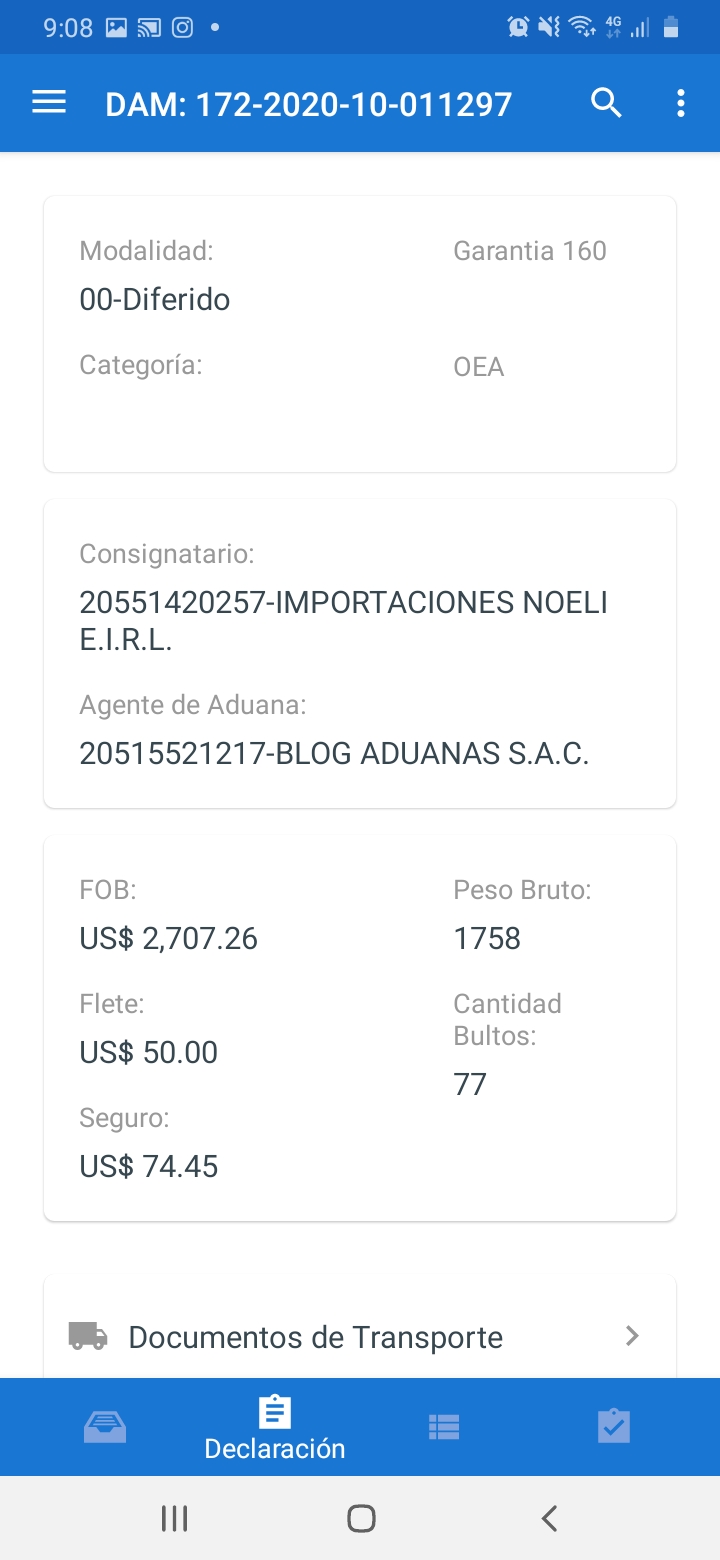 9:08
4G
DAM: 172-2020-10-011297
Modalidad:
Garantia 160
00-Diferido
Categoría:
OEA
Consignatario:
20551420257-IMPORTACIONES NOELI
E.I.R.L.
Agente de Aduana:
20515521217-BLOG ADUANAS S.A.C.
FOB:
Peso Bruto:
US$ 2,707.26
1758
Flete:
Cantidad
Bultos:
US$ 50.00
77
Seguro:
US$ 74.45
Documentos de Transporte
Declaración